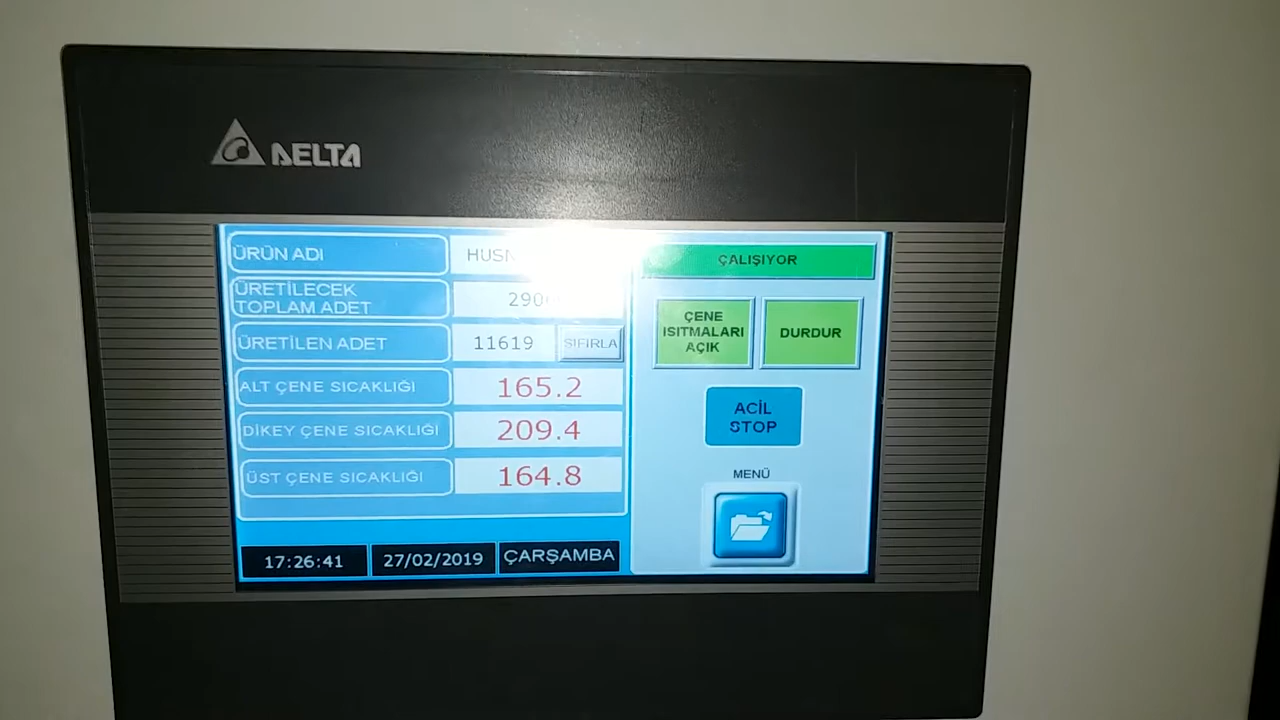 DELTA
ÜRÜN ADI
ÇALIŞIYOR
ÜRETİLECEK
TOPLAM ADET
ÜRETİLEN ADET
11619
SIFIRLA
ÇENE
ISITMALARI
AÇIK
DURDUR
ALT ÇENE SICAKLIĞI
165.2
DİKEY ÇENE SICAKLIĞI
209.4
ÜST ÇENE SICAKLIĞI
164.8
ACİL
STOP
MENÜ
17:26:41
27/02/2019
ÇARŞAMBA